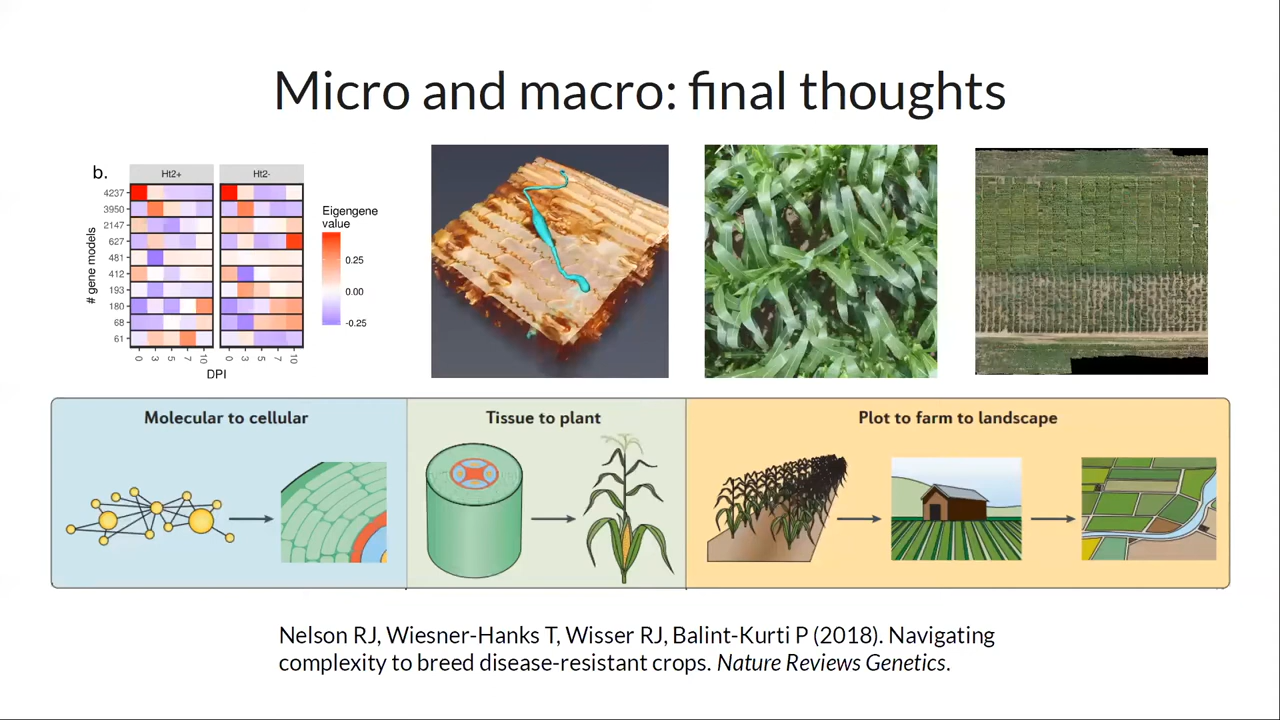 Micro and macro: final thoughts
b.
Ht2+
Ht2-
# gene models
4237
3950
2147
627
481
412
193
180
68
61
0 3 5 7 10
0 3 5 7 10
DPI
Eigengene
value
0.25
0.00
-0.25
Molecular to cellular
Tissue to plant
Plot to farm to landscape
Nelson RJ, Wiesner-Hanks T, Wisser RJ, Balint-Kurti P (2018). Navigating
complexity to breed disease-resistant crops. Nature Reviews Genetics.